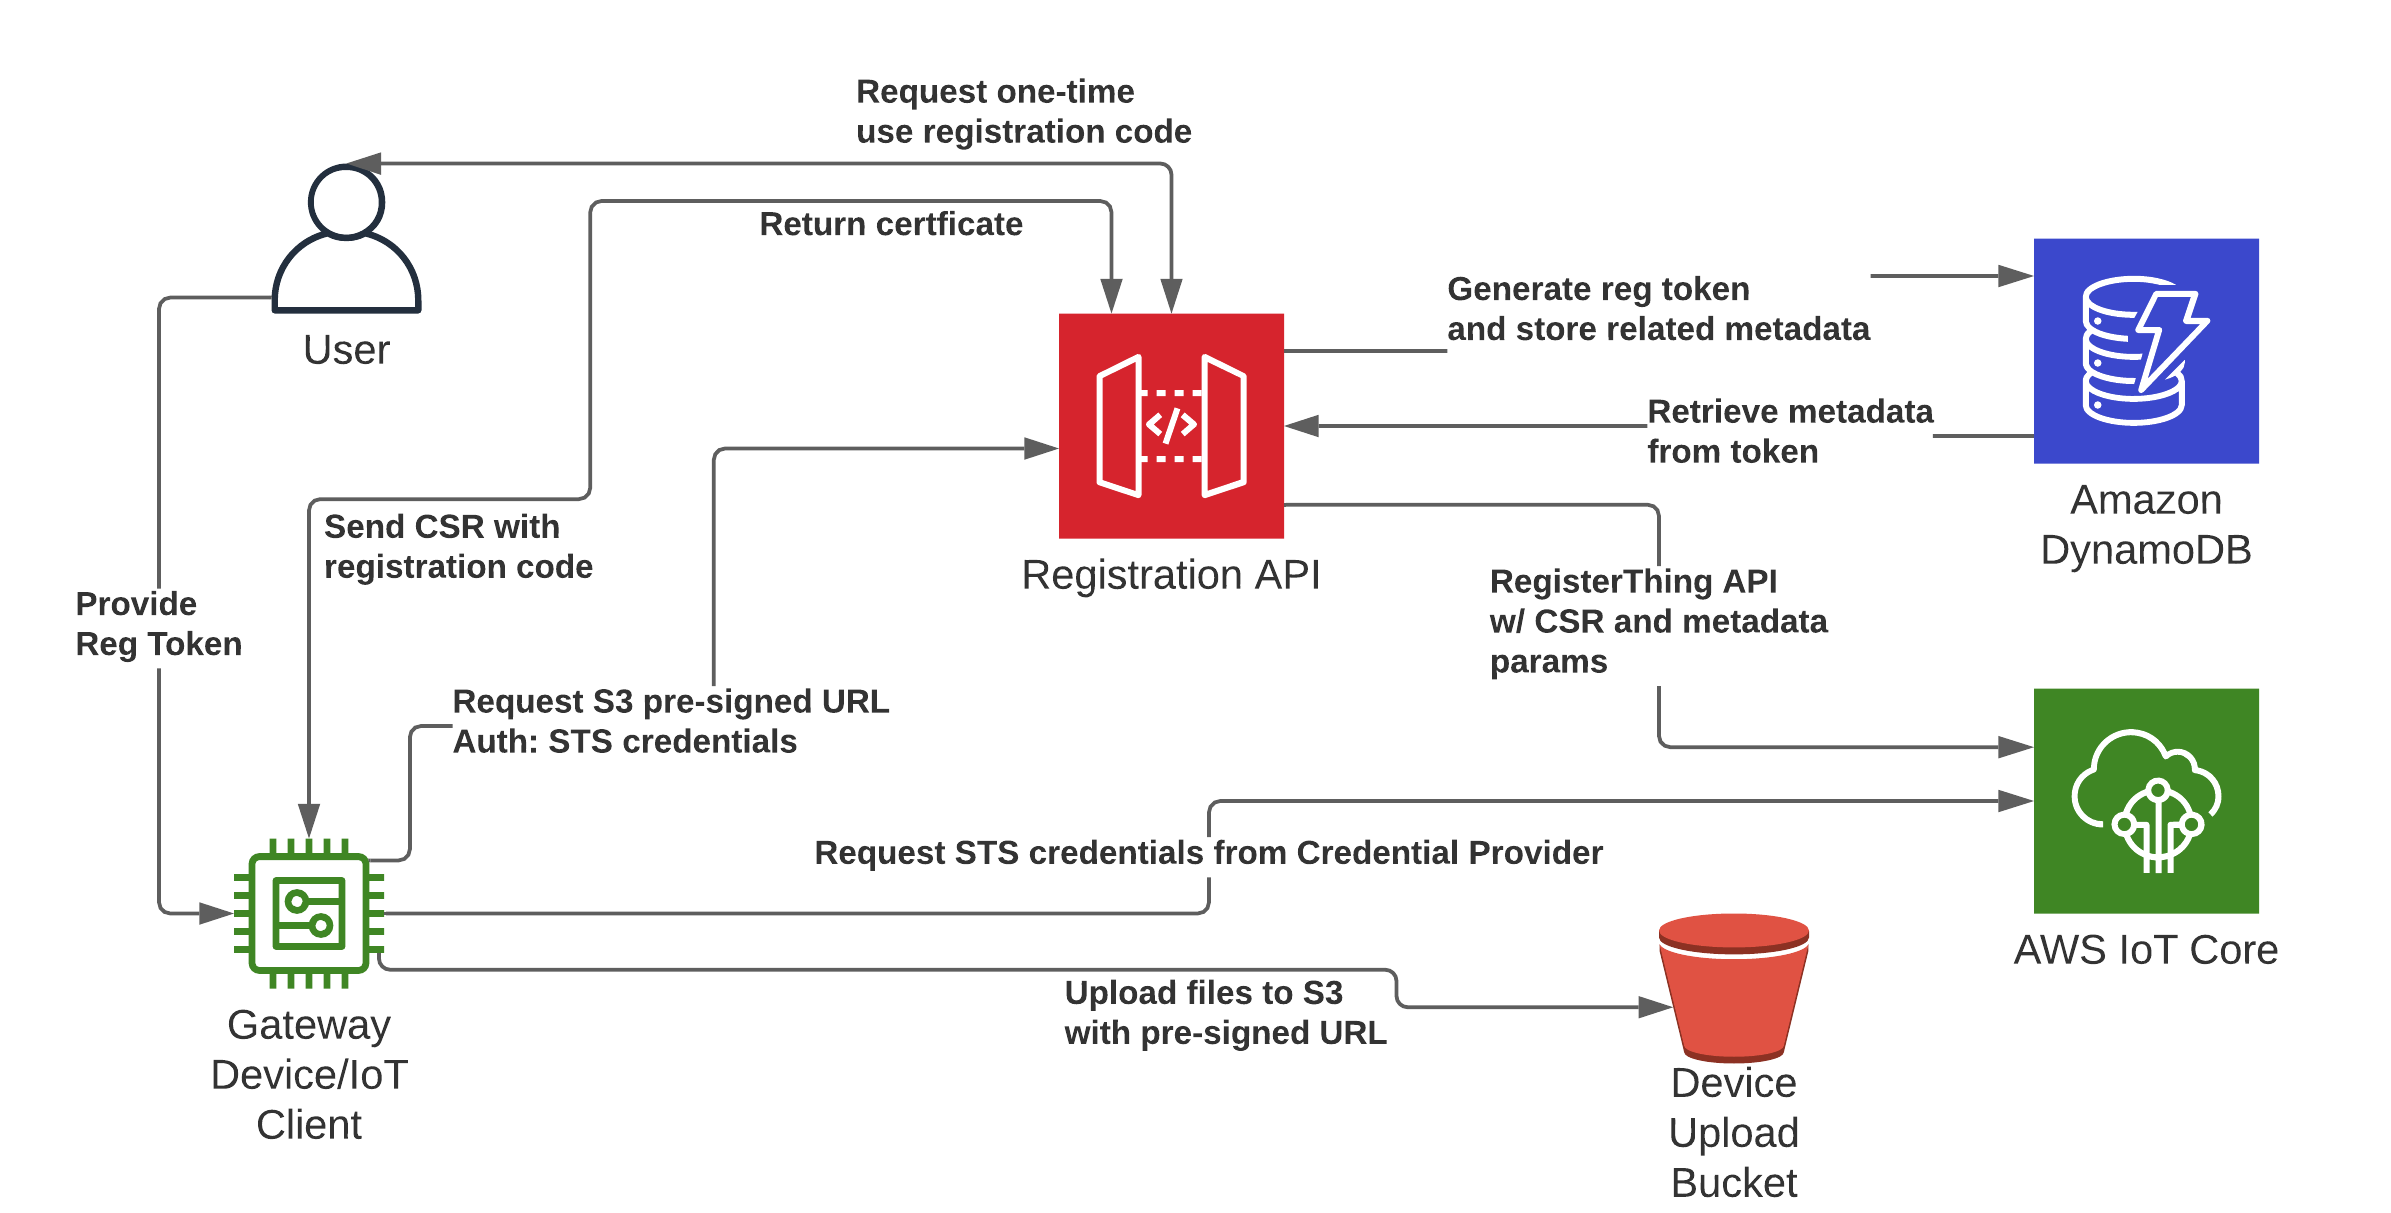 Request one-time
use registration code
Return certficate
User
Generate reg token
and store related metadata
Retrieve metadata
from token
Amazon
DynamoDB
Send CSR with
registration code
Registration API
RegisterThing API
w/ CSR and metadata
params
Provide
Reg Token
Request S3 pre-signed URL
Auth: STS credentials
Request STS credentials from Credential Provider
AWS IoT Core
Upload files to S3
with pre-signed URL
Gateway
Device/IoT
Client
Device
Upload
Bucket